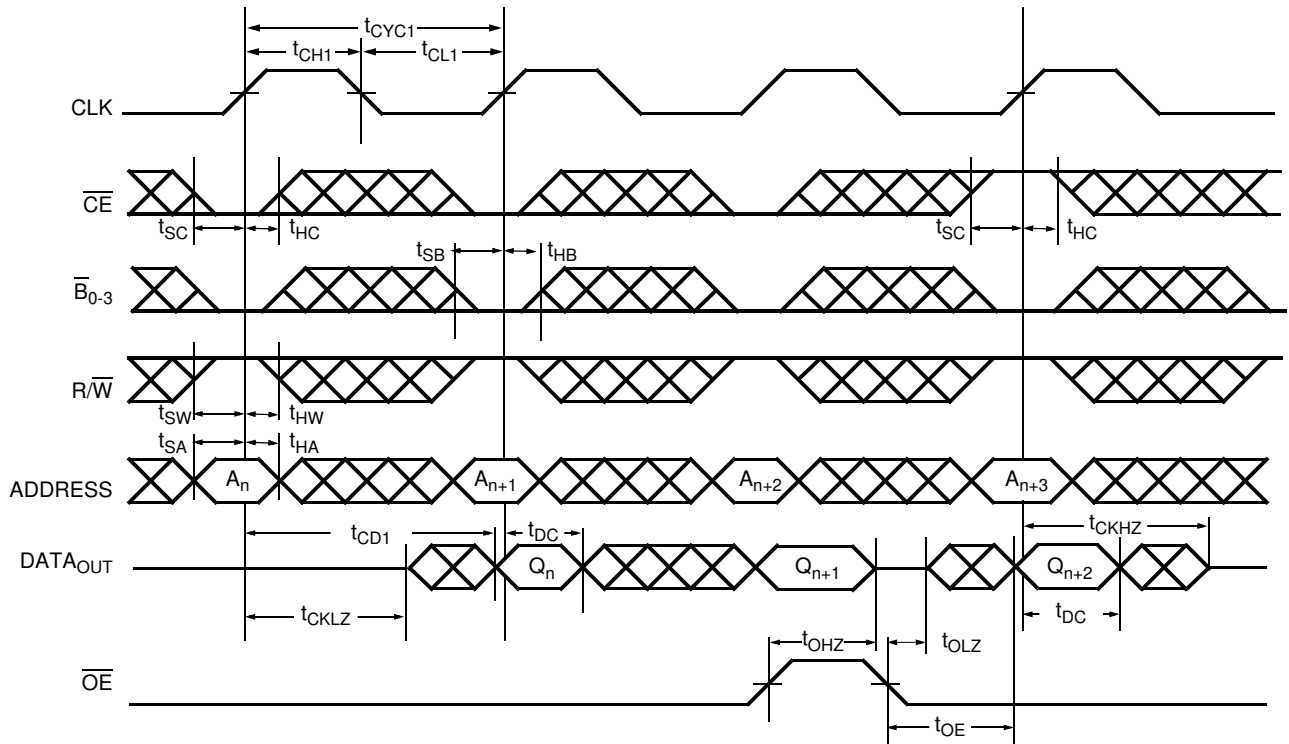 tCYC1
tCH1
tCL1
CLK
CE
tSC
tHC
tSC
tHC
tSB
tHB
B0-3
R/W
tSW
tHW
tSA
tHA
ADDRESS
An
An+1
An+2
An+3
tCD1
tDC
tCKHZ
DATAOUT
Qn
Qn+1
Qn+2
tCKLZ
tDC
tOHZ
tOLZ
OE
tOE